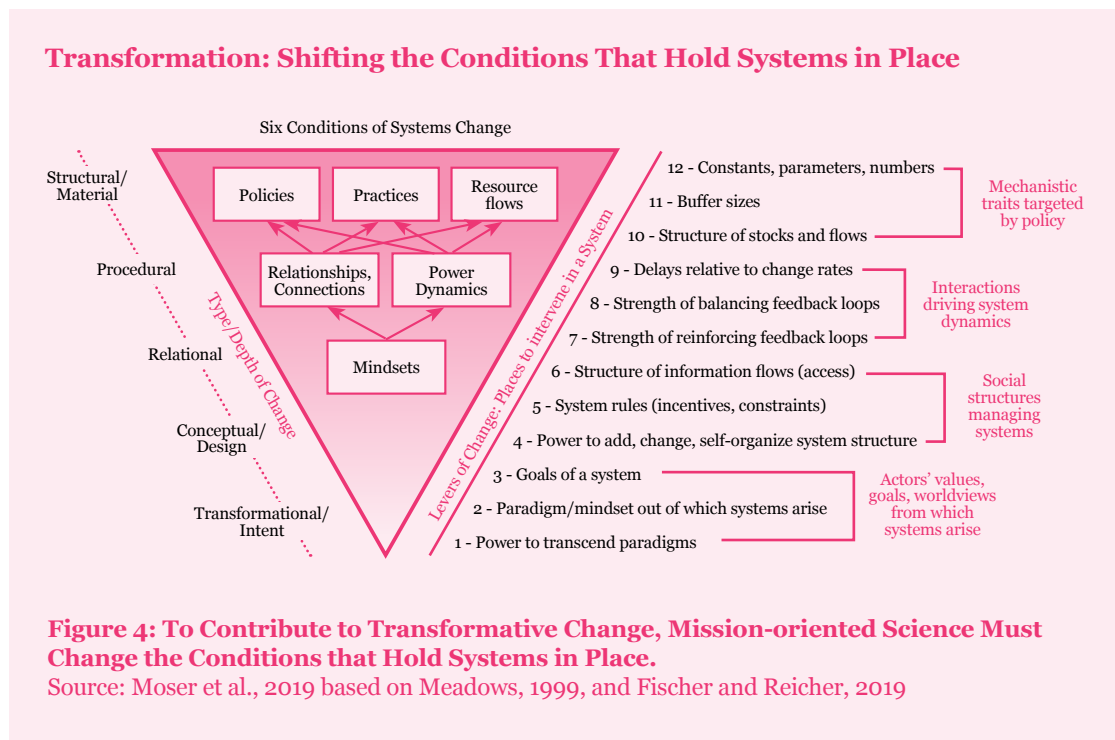 Transformation: Shifting the Conditions That Hold Systems in Place
Six Conditions of Systems Change
Structural/
Material
Procedural
Relational
Conceptual/
Design
Transformational/
Intent
Type/Depth of Change
Policies
Practices
Resource
flows
Relationships,
Connections
Power
Dynamics
Mindsets
Levers of Change: Places to intervene in a System
12 - Constants, parameters, numbers
11 - Buffer sizes
10 - Structure of stocks and flows
Mechanistic
traits targeted
by policy
9 - Delays relative to change rates
8 - Strength of balancing feedback loops
7 - Strength of reinforcing feedback loops
Interactions
driving system
dynamics
6 - Structure of information flows (access)
5 - System rules (incentives, constraints)
4 - Power to add, change, self-organize system structure
Social
structures
managing
systems
3 - Goals of a system
2 - Paradigm/mindset out of which systems arise
1 - Power to transcend paradigms
Actors’ values,
goals, worldviews
from which
systems arise
Figure 4: To Contribute to Transformative Change, Mission-oriented Science Must
Change the Conditions that Hold Systems in Place.
Source: Moser et al., 2019 based on Meadows, 1999, and Fischer and Reicher, 2019